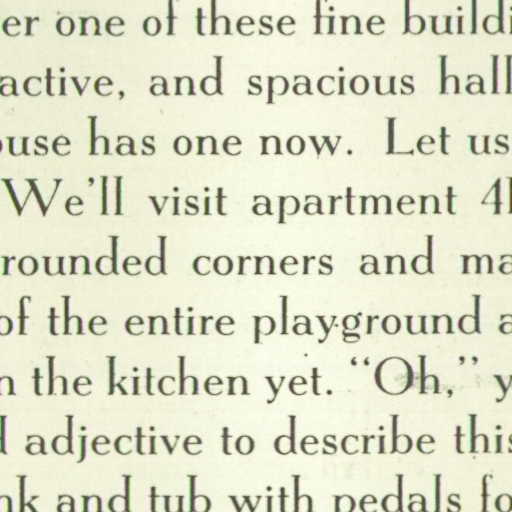 er one of these fine buildi
active, and spacious hall
ouse has one now. Let us
We'll visit apartment 4
rounded corners and ma
of the entire play-ground a
n the kitchen yet. “Oh,” y
d adjective to describe this
nk and tub with pedals fo